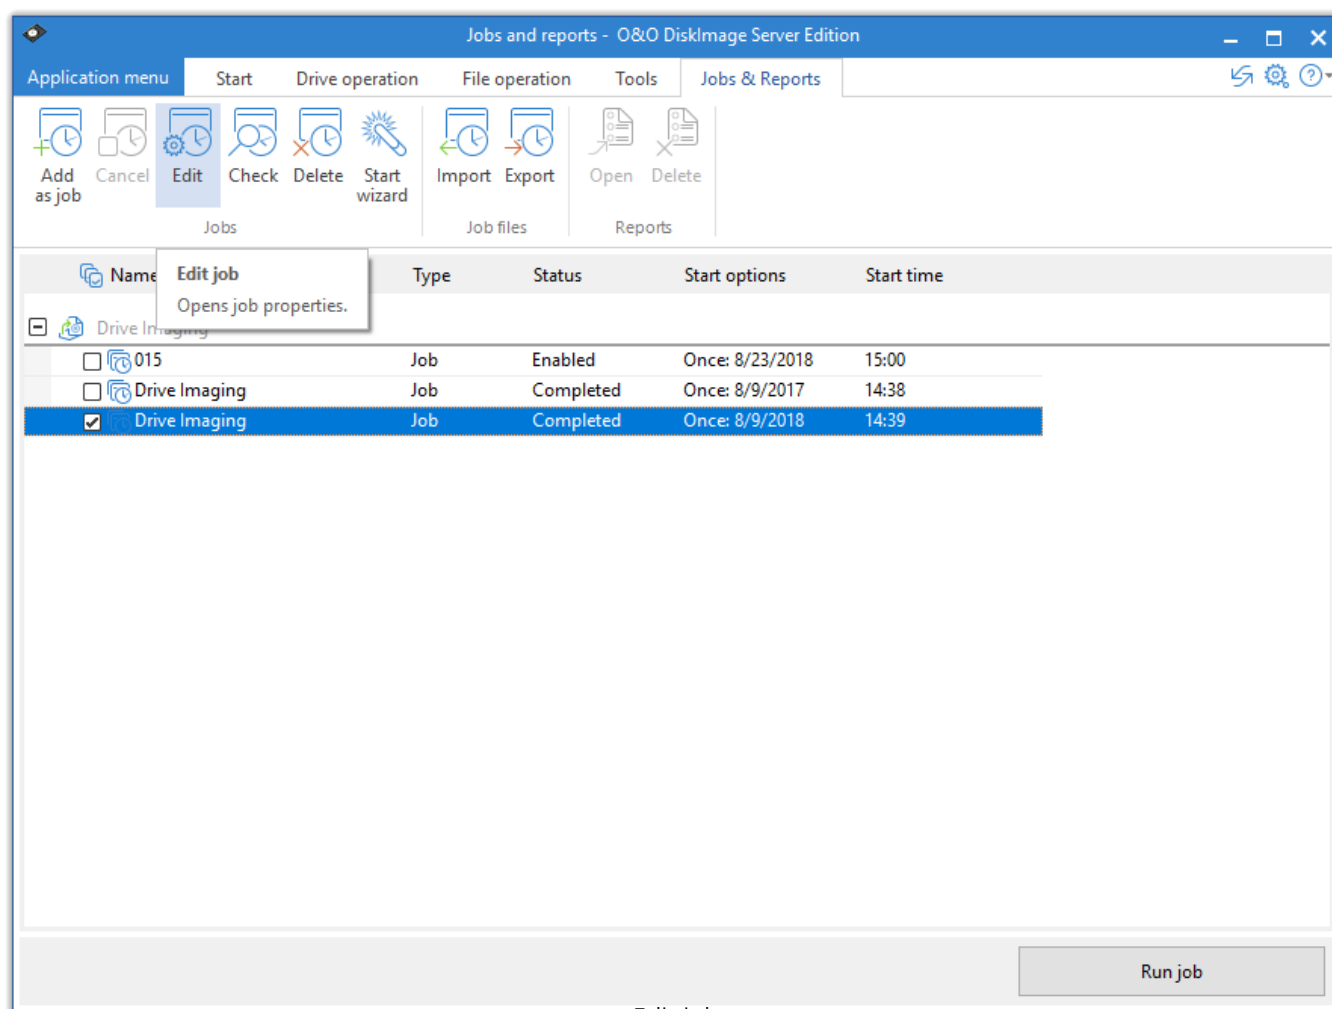 Jobs and reports - O&O DiskImage Server Edition
Application menu Start Drive operation File operation Tools Jobs & Reports
Add as job Cancel Edit Check Delete Start wizard Import Export Open Delete
Jobs Job files Reports
Name Type Status Start options Start time
Edit job
Opens job properties.
Drive Imaging
015 Job Enabled Once: 8/23/2018 15:00
Drive Imaging Job Completed Once: 8/9/2017 14:38
Drive Imaging Job Completed Once: 8/9/2018 14:39
Run job